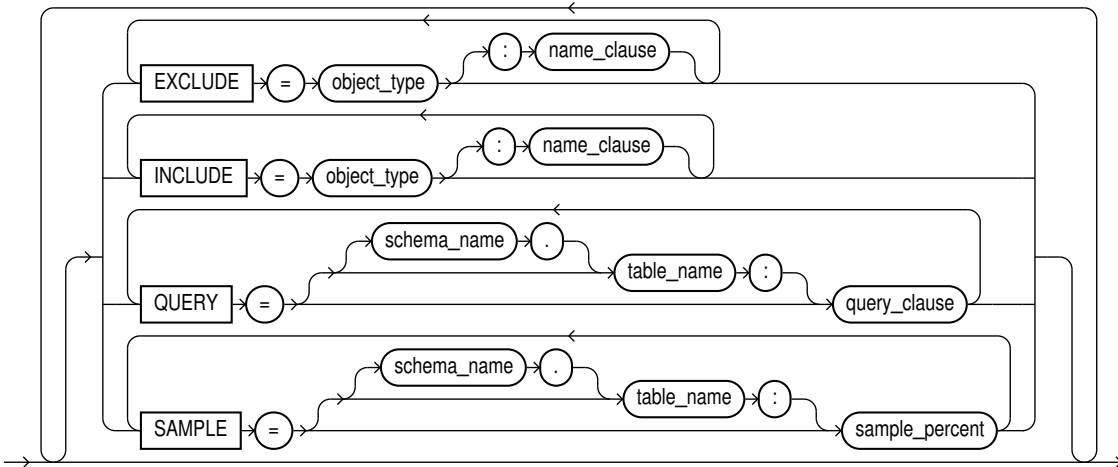 : name_clause
EXCLUDE = object_type
: name_clause
INCLUDE = object_type
schema_name .
table_name :
QUERY = query_clause
schema_name .
table_name :
SAMPLE = sample_percent